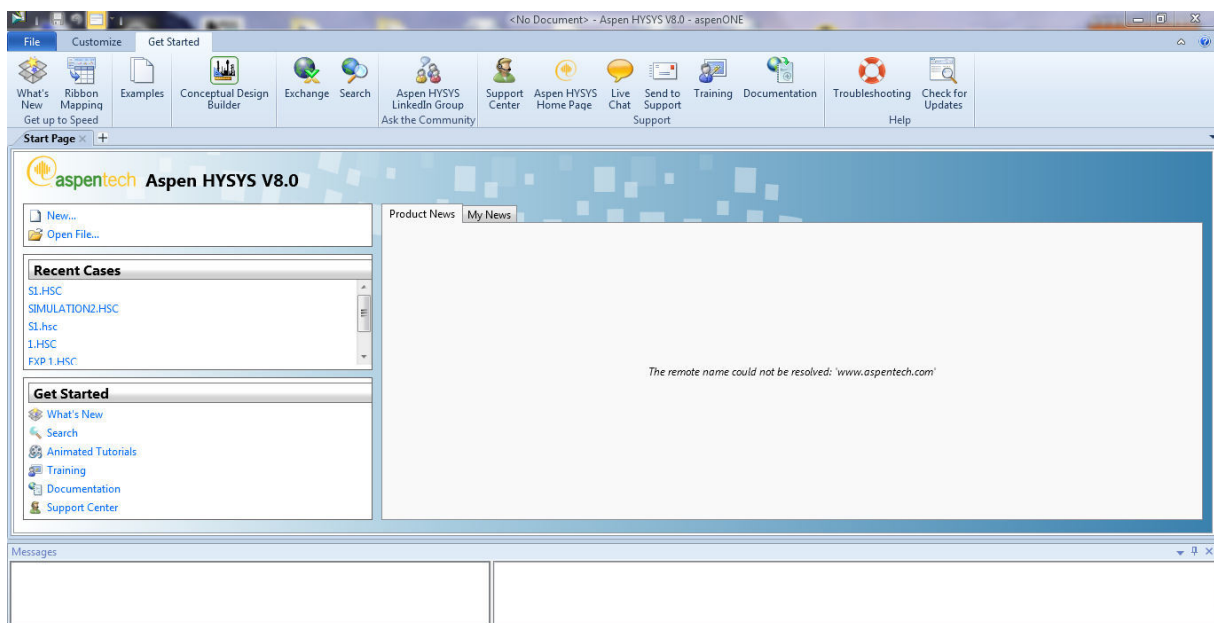 <No Document> - Aspen HYSYS V8.0 - aspenONE
File Customize Get Started
What's New
Ribbon Mapping
Examples
Conceptual Design Builder
Exchange
Search
Aspen HYSYS LinkedIn Group
Support Center
Aspen HYSYS Home Page
Live Chat
Send to Support
Training
Documentation
Troubleshooting
Check for Updates
Get up to Speed
Ask the Community
Support
Help
Start Page
aspentech Aspen HYSYS V8.0
New...
Open File...
Recent Cases
S1.HSC
SIMULATION2.HSC
S1.hsc
1.HSC
EXP 1.HSC
Get Started
What's New
Search
Animated Tutorials
Training
Documentation
Support Center
Product News My News
The remote name could not be resolved: 'www.aspentech.com'
Messages